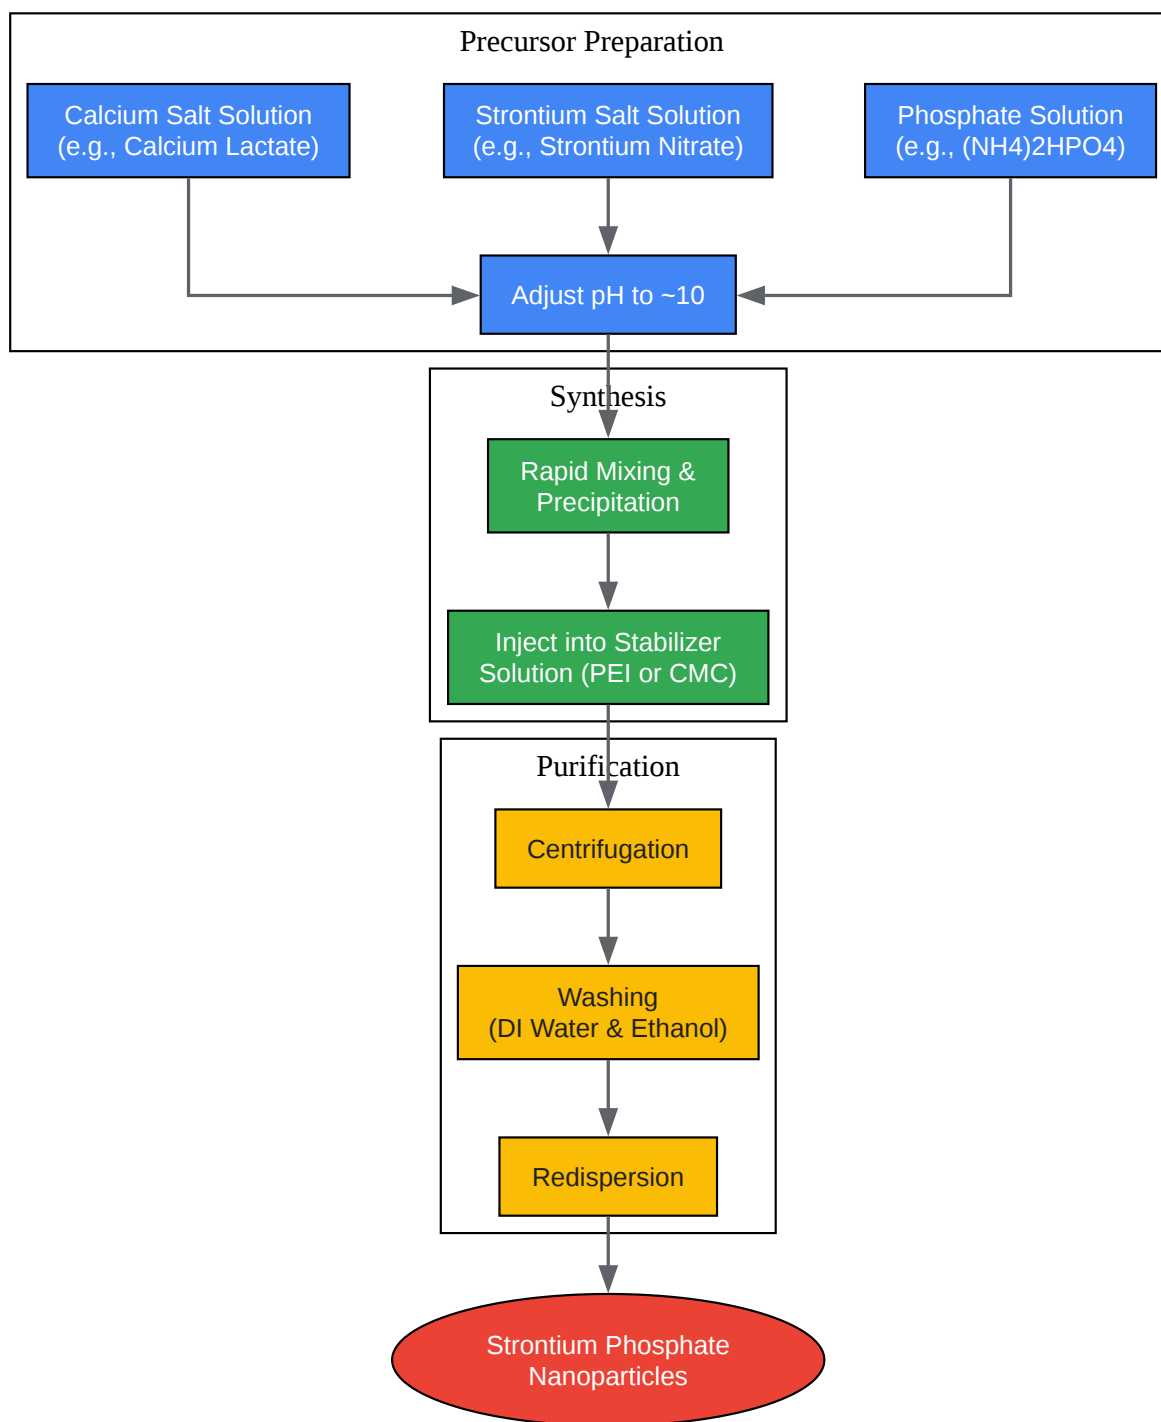 Precursor Preparation
Calcium Salt Solution
(e.g., Calcium Lactate)
Strontium Salt Solution
(e.g., Strontium Nitrate)
Phosphate Solution
(e.g., (NH4)2HPO4)
Adjust pH to ~10
Synthesis
Rapid Mixing &
Precipitation
Inject into Stabilizer
Solution (PEI or CMC)
Purification
Centrifugation
Washing
(DI Water & Ethanol)
Redispersion
Strontium Phosphate
Nanoparticles